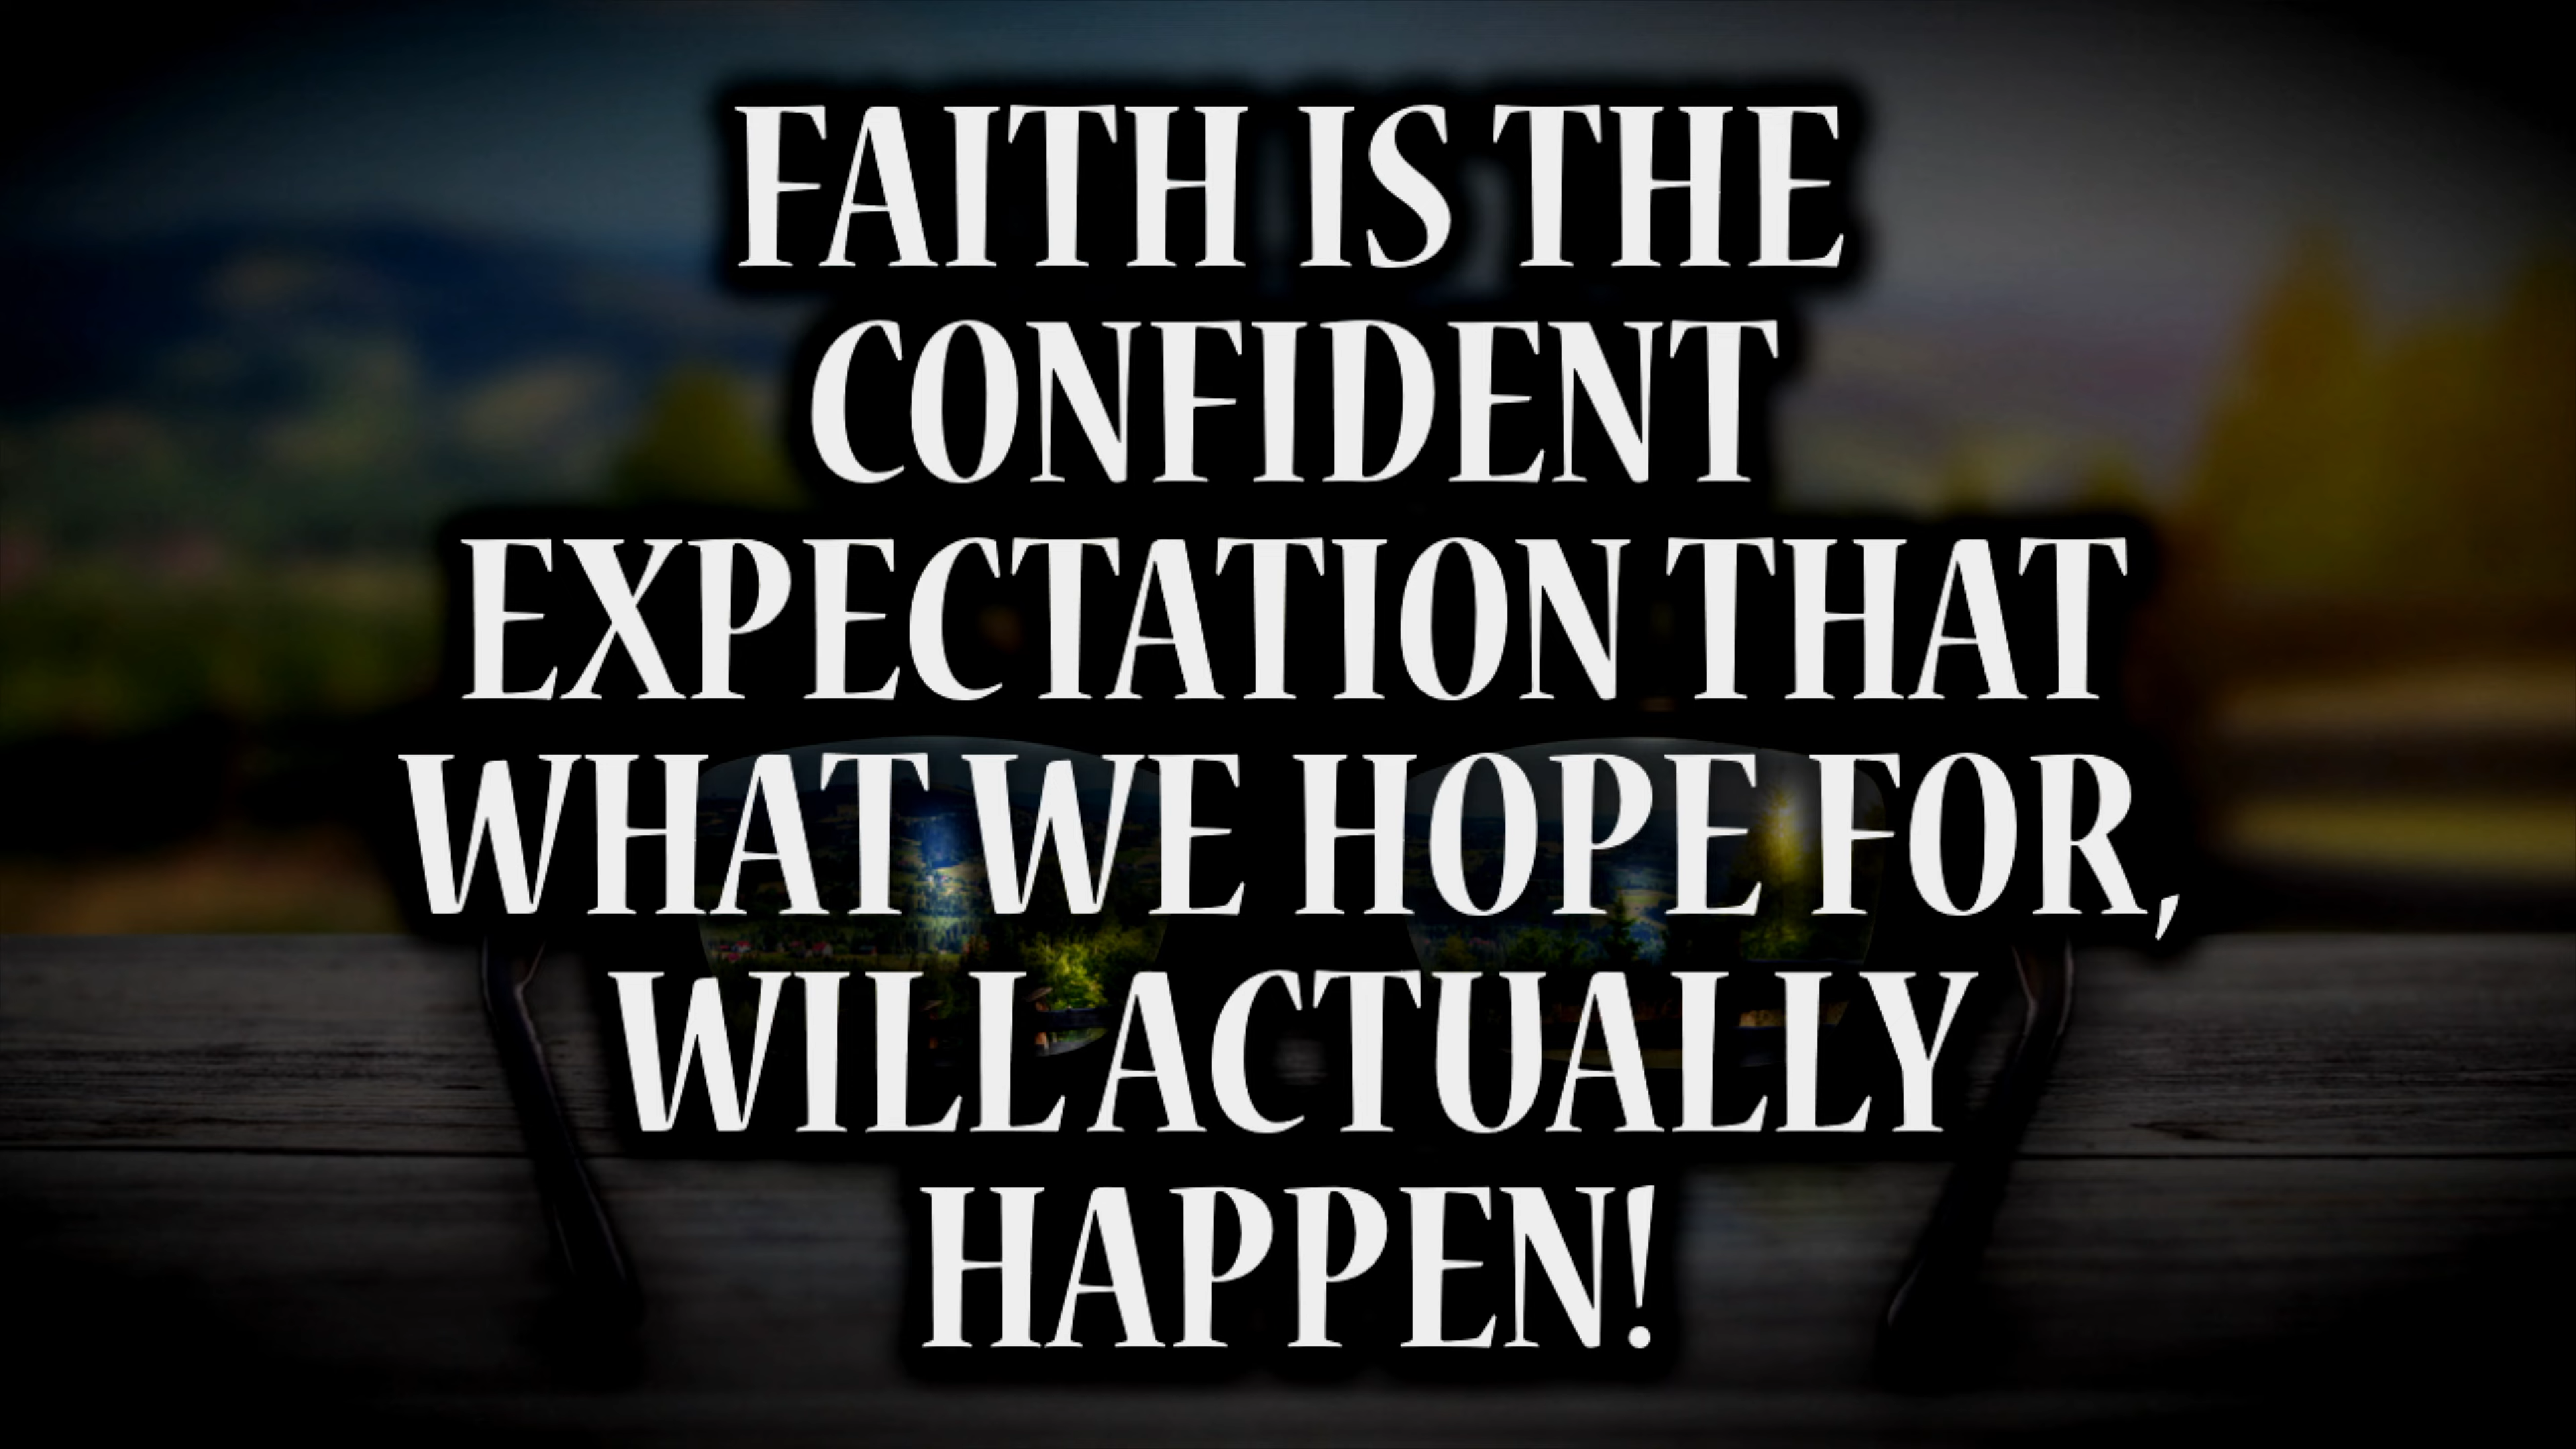 FAITH IS THE
CONFIDENT
EXPECTATION THAT
WHAT WE HOPE FOR,
WILL ACTUALLY
HAPPEN!